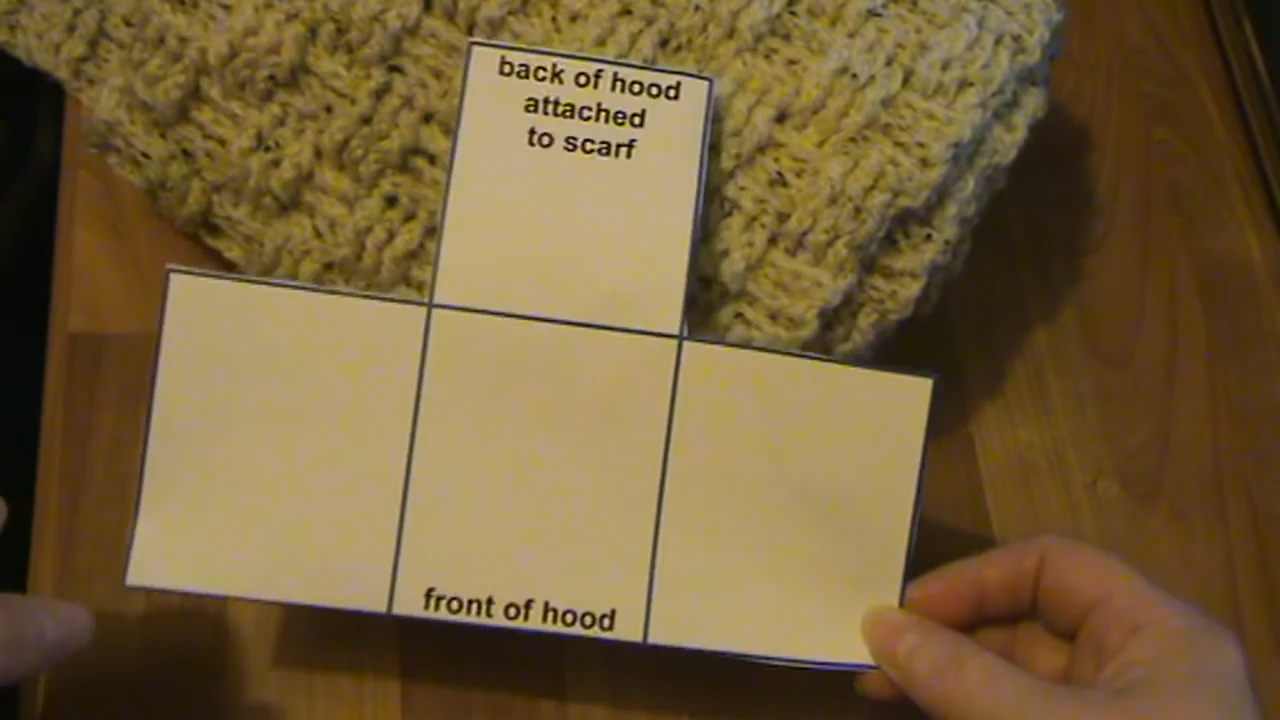 back of hood
attached
to scarf
front of hood